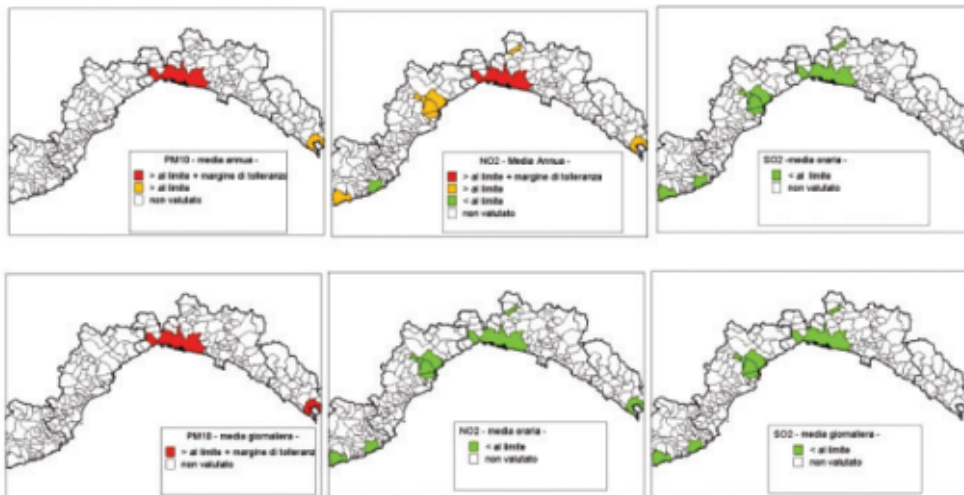 PM10 - media annua -
> al limite + margine di tolleranza
> al limite
non valutato
NO2 - Media Annua -
> al limite + margine di tolleranza
> al limite
< al limite
non valutato
SO2 -media oraria -
< al limite
non valutato
PM10 - media giornaliera -
> al limite + margine di tolleranza
non valutato
NO2 - media oraria -
< al limite
non valutato
SO2 - media giornaliera -
< al limite
non valutato